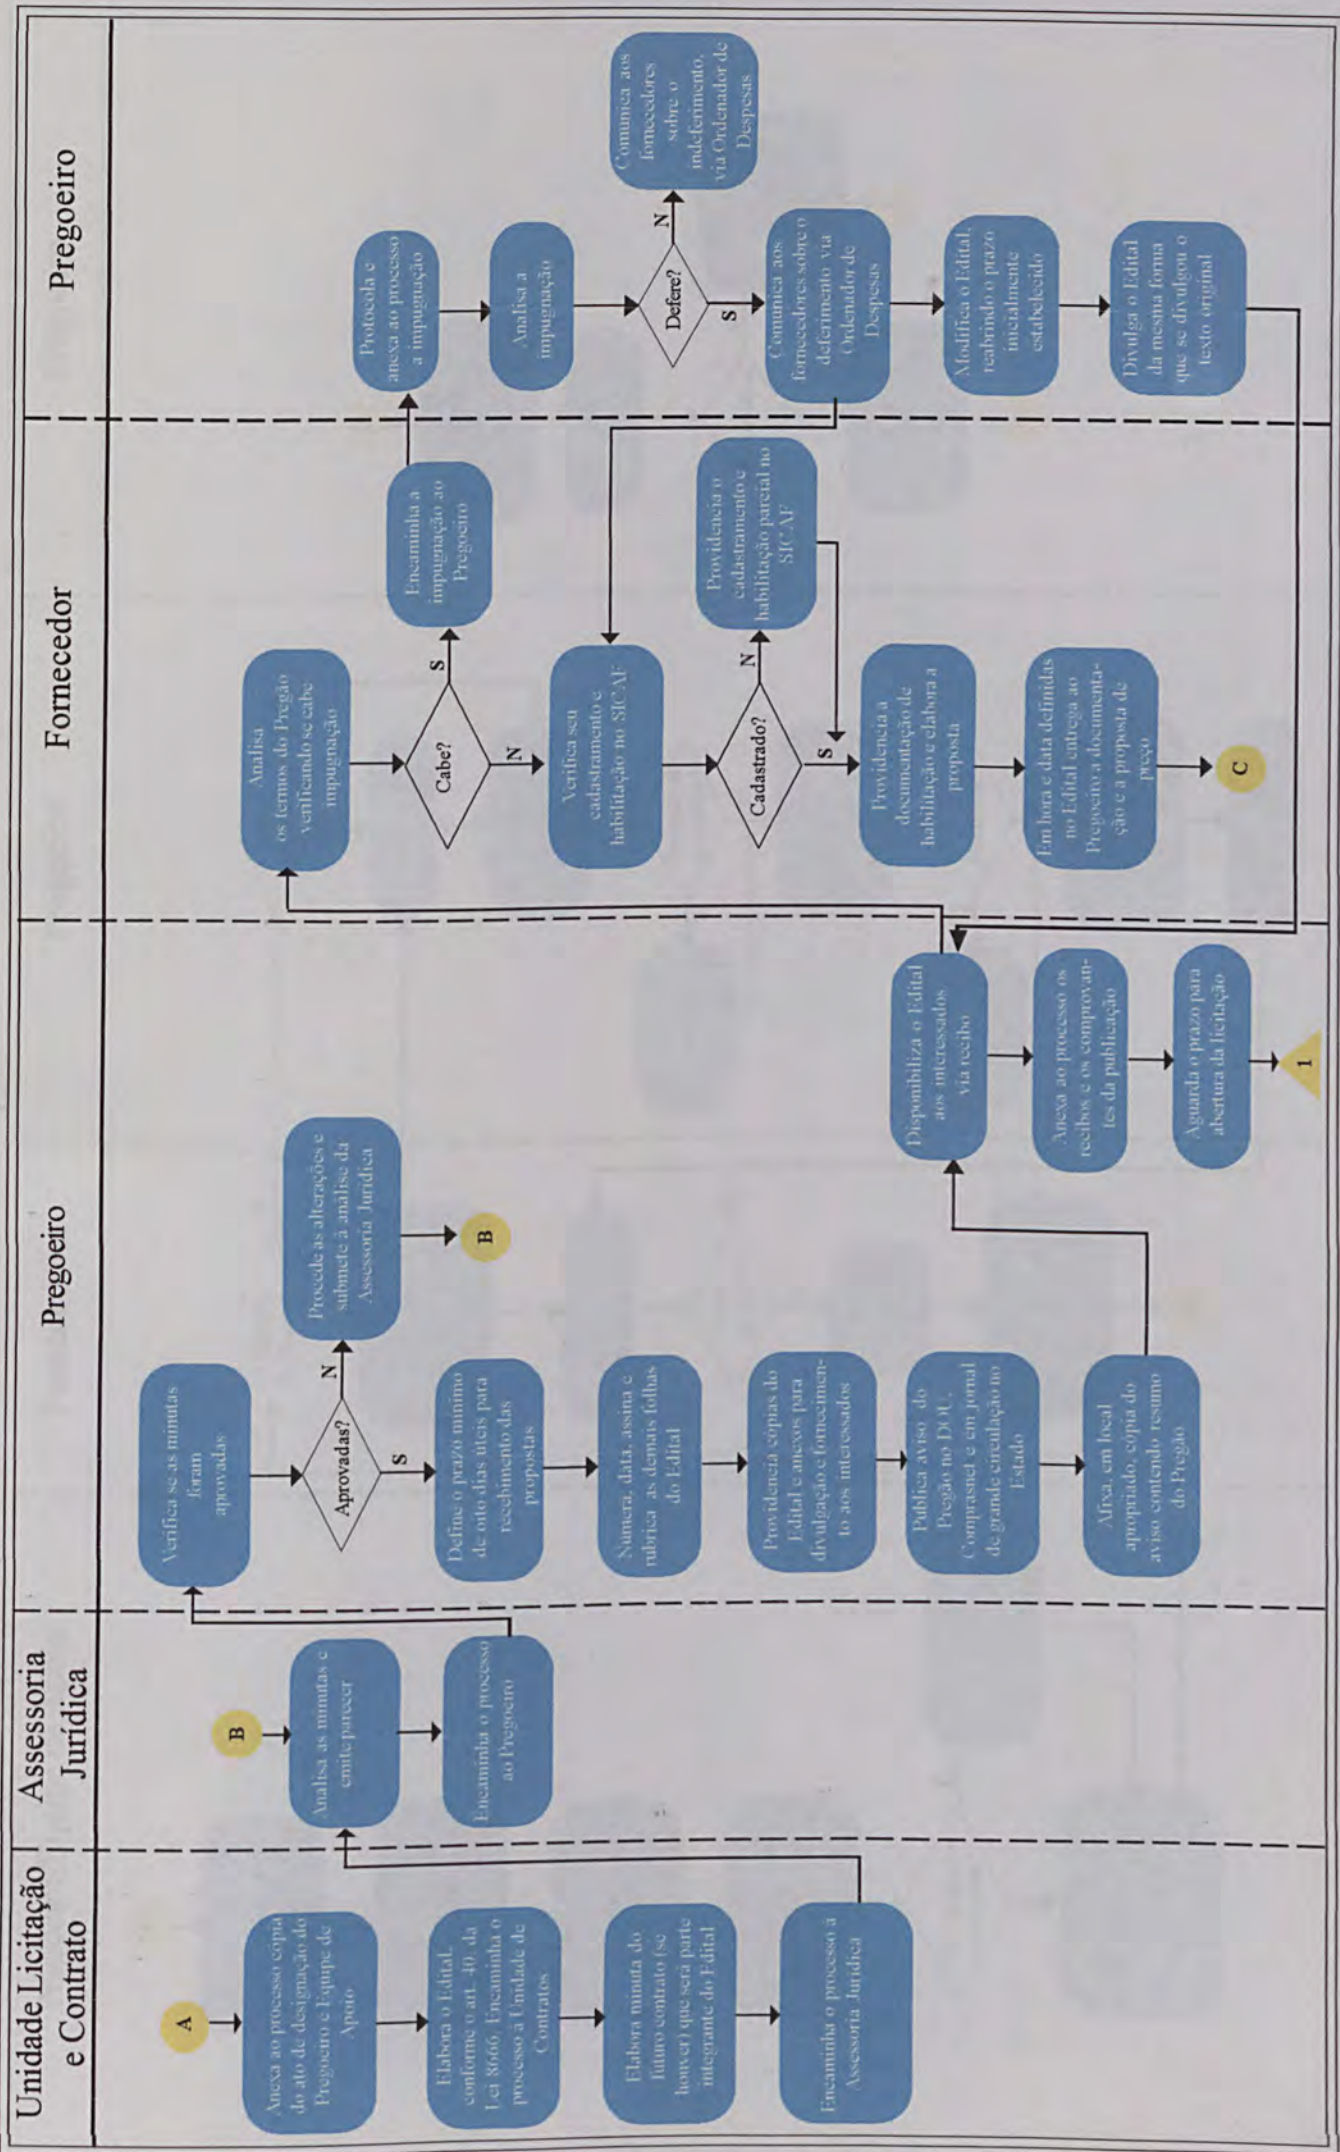 Unidade Licitação
e Contrato
Assessoria
Jurídica
Pregoeiro
Fornecedor
Pregoeiro
A
Anexa ao processo cópia
do ato de designação do
Pregoeiro e Equipe de
Apoio
Elabora o Edital,
conforme o art. 40, da
Lei 8666. Encaminha o
processo à Unidade de
Contratos
Elabora minuta do
futuro contrato (se
houver) que será parte
integrante do Edital
Encaminha o processo à
Assessoria Jurídica
B
Analisa as minutas e
emite parecer
Encaminha o processo
ao Pregoeiro
Verifica se as minutas
foram
aprovadas
Aprovadas?
N
S
Procede as alterações e
submete à análise da
Assessoria Jurídica
B
Define o prazo mínimo
de oito dias úteis para
recebimento das
propostas
Numera, data, assina e
rubrica as demais folhas
do Edital
Providencia cópias do
Edital e anexos para
divulgação e fornecimen-
to aos interessados
Publica aviso do
Pregão no DOU,
Comprasnet e em jornal
de grande circulação no
Estado
Afixa, em local
apropriado, cópia do
aviso contendo resumo
do Pregão
Disponibiliza o Edital
aos interessados
via recibo
Anexa ao processo os
recibos e os comprovan-
tes da publicação
Aguarda o prazo para
abertura da licitação
1
Analisa
os termos do Pregão
verificando se cabe
impugnação
Cabe?
S
N
Encaminha a
impugnação ao
Pregoeiro
Verifica seu
cadastramento e
habilitação no SICAF
Cadastrado?
N
S
Providencia o
cadastramento e
habilitação parcial no
SICAF
Providencia a
documentação de
habilitação e elabora a
proposta
Em hora e data definidas
no Edital entrega ao
Pregoeiro a documenta-
ção e a proposta de
preço
C
Protocola e
anexa ao processo
a impugnação
Analisa a
impugnação
Defere?
N
S
Comunica aos
fornecedores
sobre o
indeferimento,
via Ordenador de
Despesas
Comunica aos
fornecedores sobre o
deferimento via
Ordenador de
Despesas
Modifica o Edital,
reabrindo o prazo
inicialmente
estabelecido
Divulga o Edital
da mesma forma
que se divulgou o
texto original